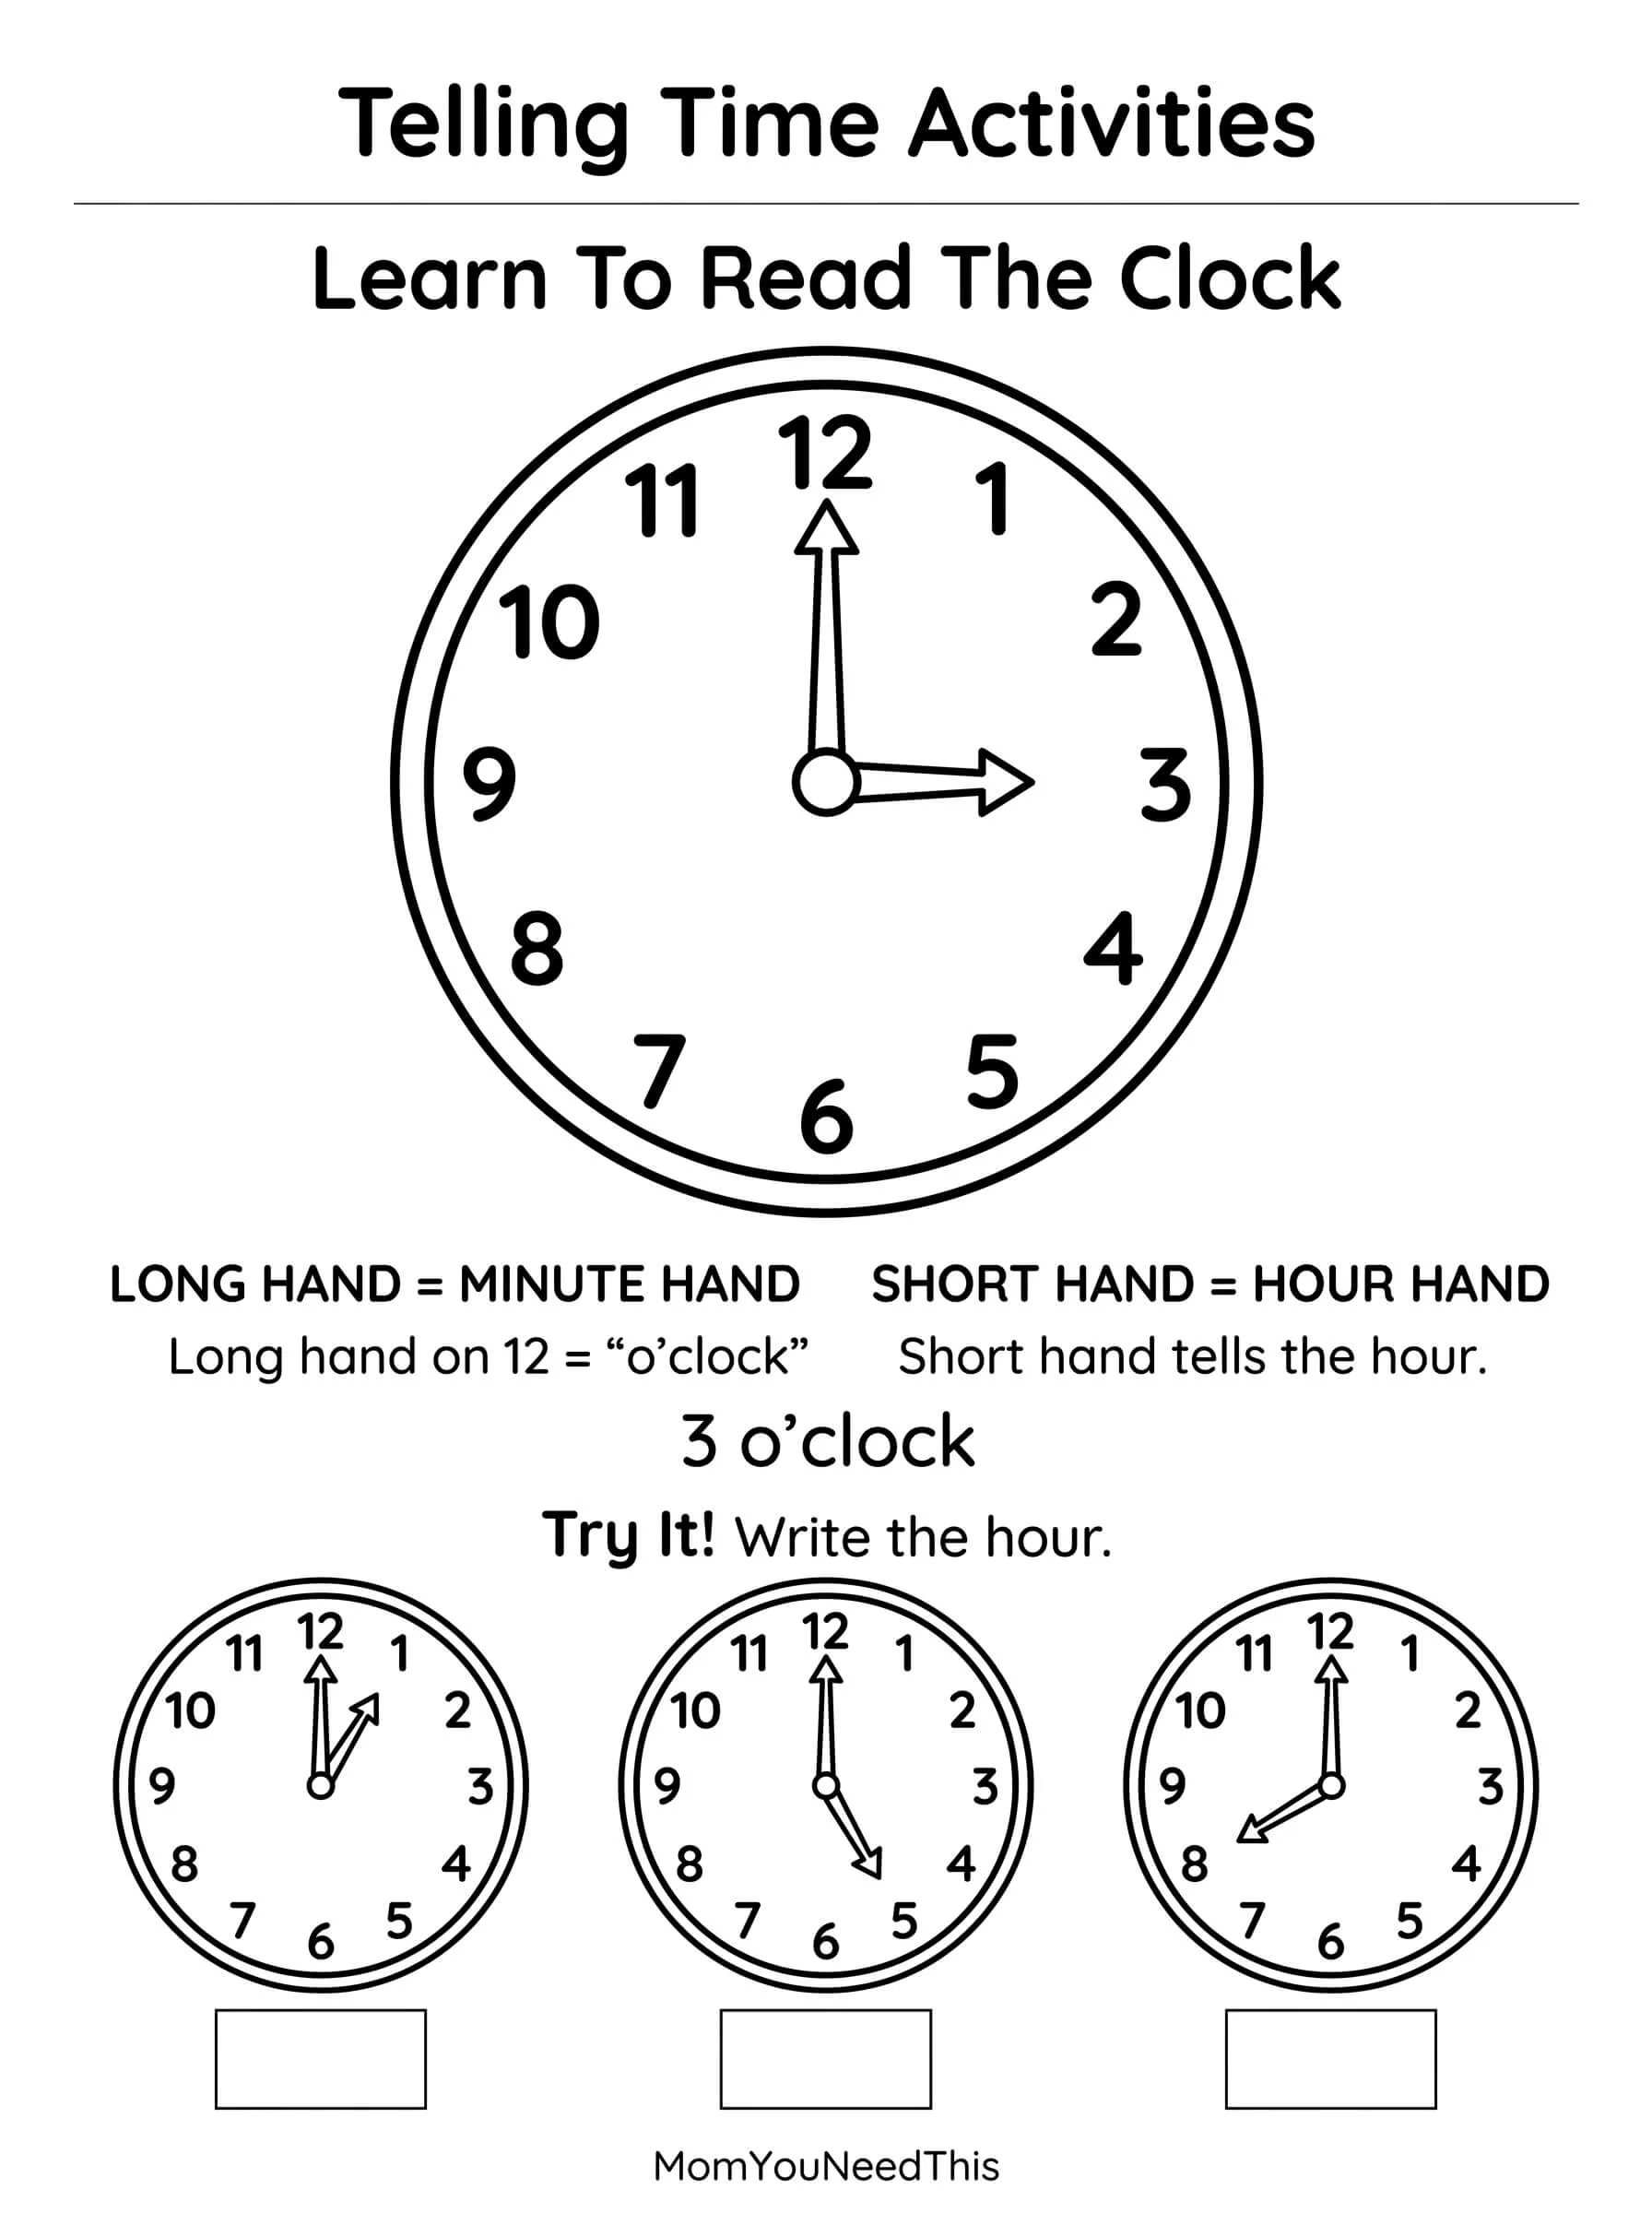 Telling Time Activities
Learn To Read The Clock
12
11 1
10 2
9 3
8 4
7 5
6
LONG HAND = MINUTE HAND SHORT HAND = HOUR HAND
Long hand on 12 = “o’clock” Short hand tells the hour.
3 o’clock
Try It! Write the hour.
12 12 12
11 1 11 1 11 1
10 2 10 2 10 2
9 3 9 3 9 3
8 4 8 4 8 4
7 5 7 5 7 5
6 6 6
MomYouNeedThis